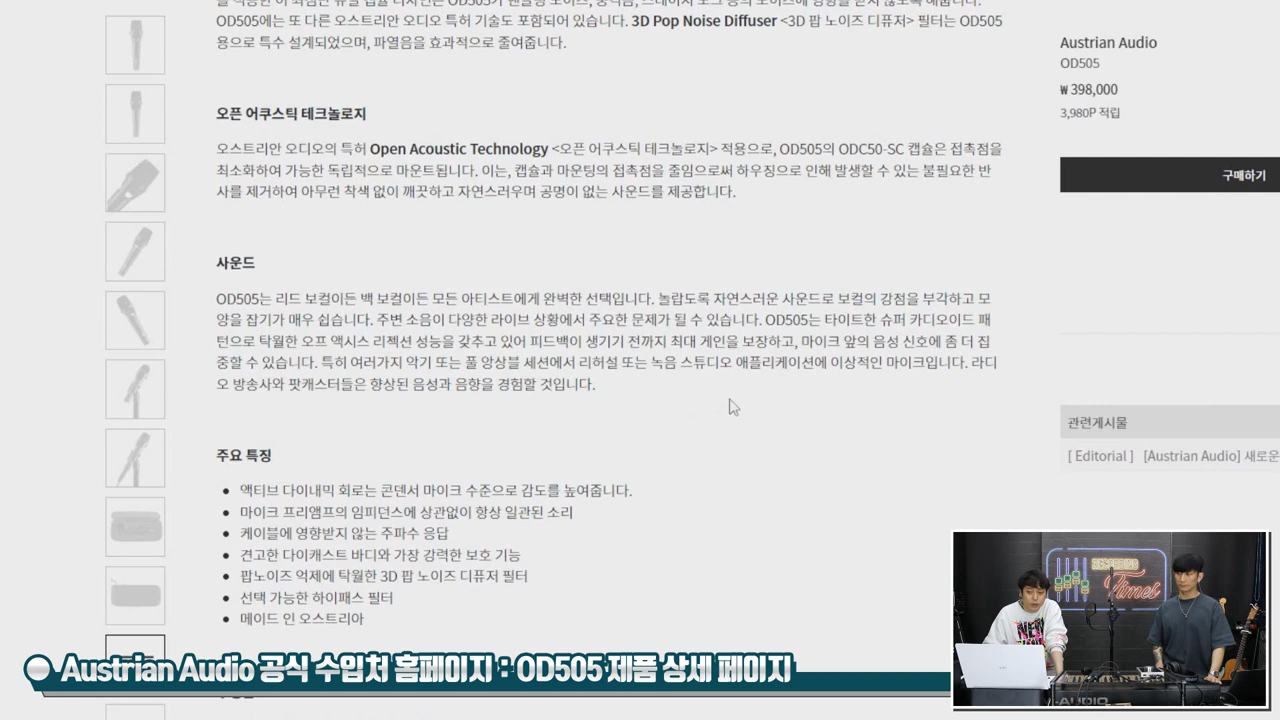 OD505에는 또 다른 오스트리안 오디오 특허 기술도 포함되어 있습니다. 3D Pop Noise Diffuser <3D 팝 노이즈 디퓨저> 필터는 OD505
용으로 특수 설계되었으며, 파열음을 효과적으로 줄여줍니다.
오픈 어쿠스틱 테크놀로지
오스트리안 오디오의 특허 Open Acoustic Technology <오픈 어쿠스틱 테크놀로지> 적용으로, OD505의 ODC50-SC 캡슐은 접촉점을
최소화하여 가능한 독립적으로 마운트됩니다. 이는, 캡슐과 마운팅의 접촉점을 줄임으로써 하우징으로 인해 발생할 수 있는 불필요한 반
사를 제거하여 아무런 착색 없이 깨끗하고 자연스러우며 공명이 없는 사운드를 제공합니다.
사운드
OD505는 리드 보컬이든 백 보컬이든 모든 아티스트에게 완벽한 선택입니다. 놀랍도록 자연스러운 사운드로 보컬의 강점을 부각하고 모
양을 잡기가 매우 쉽습니다. 주변 소음이 다양한 라이브 상황에서 주요한 문제가 될 수 있습니다. OD505는 타이트한 슈퍼 카디오이드 패
턴으로 탁월한 오프 액시스 리젝션 성능을 갖추고 있어 피드백이 생기기 전까지 최대 게인을 보장하고, 마이크 앞의 음성 신호에 좀 더 집
중할 수 있습니다. 특히 여러가지 악기 또는 풀 앙상블 세션에서 리허설 또는 녹음 스튜디오 애플리케이션에 이상적인 마이크입니다. 라디
오 방송사와 팟캐스터들은 향상된 음성과 음향을 경험할 것입니다.
주요 특징
액티브 다이내믹 회로는 콘덴서 마이크 수준으로 감도를 높여줍니다.
마이크 프리앰프의 임피던스에 상관없이 항상 일관된 소리
케이블에 영향받지 않는 주파수 응답
견고한 다이캐스트 바디와 가장 강력한 보호 기능
팝노이즈 억제에 탁월한 3D 팝 노이즈 디퓨저 필터
선택 가능한 하이패스 필터
메이드 인 오스트리아
Austrian Audio
OD505
₩ 398,000
3,980P 적립
구매하기
관련게시물
[ Editorial ] [Austrian Audio] 새로운
Times
Austrian Audio 공식 수입처 홈페이지 : OD505 제품 상세 페이지